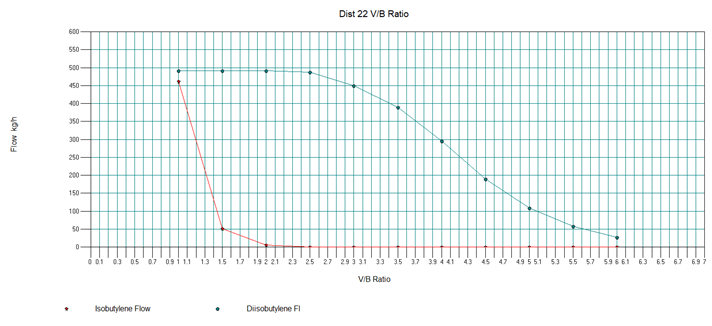 Dist 22 V/B Ratio
600
550
500
450
400
350
300
250
200
150
100
50
0
Flow kg/h
0 0.1 0.3 0.5 0.7 0.9 1 1.1 1.3 1.5 1.7 1.9 2 2.1 2.3 2.5 2.7 2.9 3 3.1 3.3 3.5 3.7 3.9 4 4.1 4.3 4.5 4.7 4.9 5 5.1 5.3 5.5 5.7 5.9 6 6.1 6.3 6.5 6.7 6.9 7
V/B Ratio
Isobutylene Flow Diisobutylene Fl